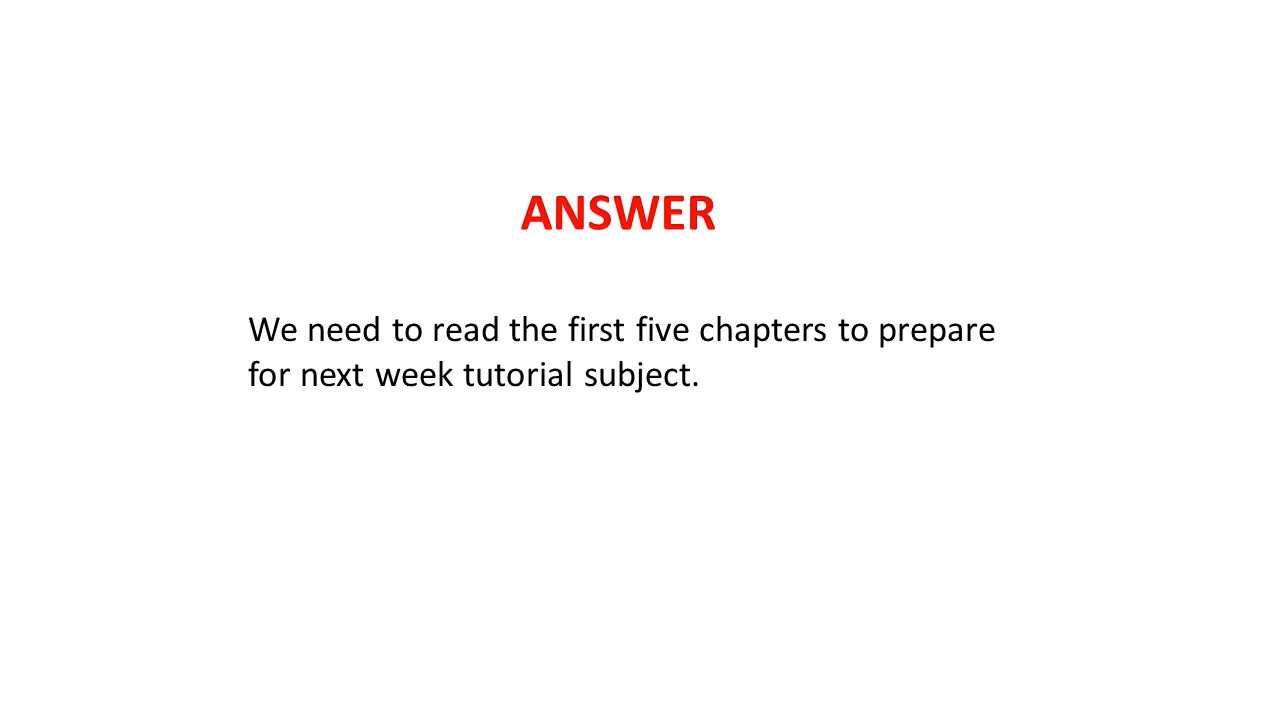 ANSWER
We need to read the first five chapters to prepare
for next week tutorial subject.